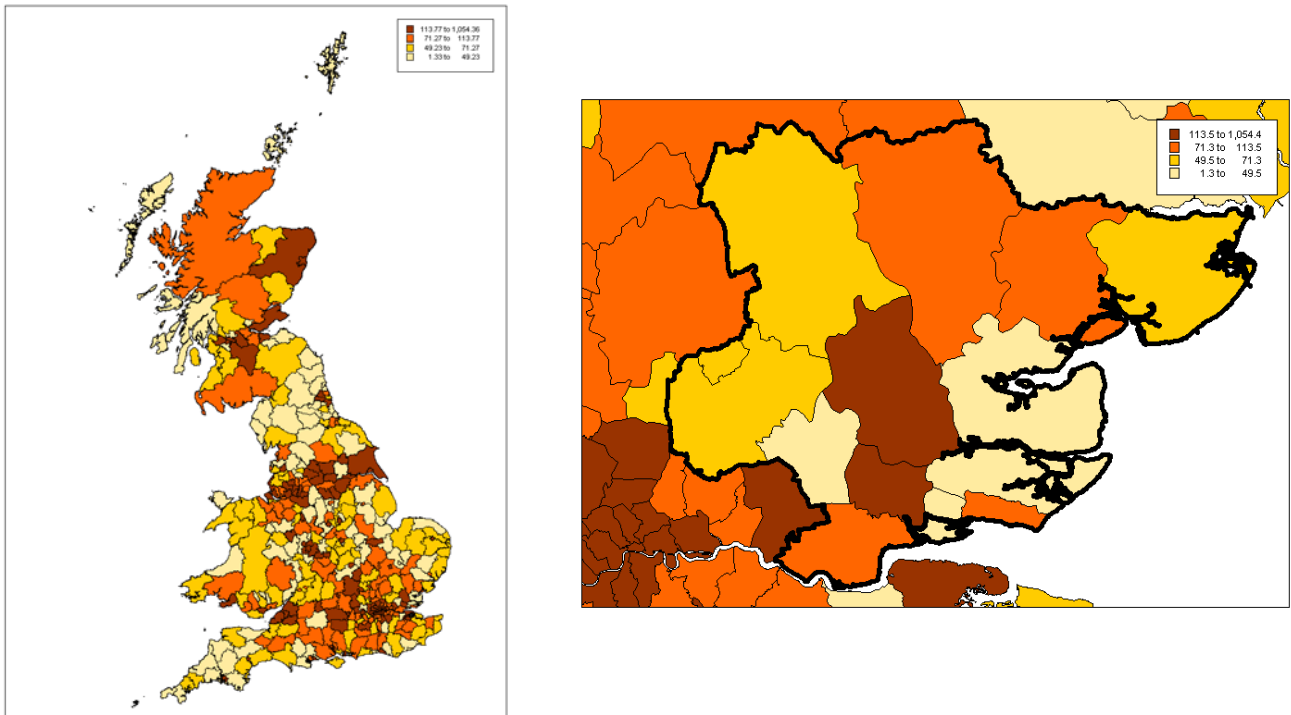 113.77 to 1,054.36
71.27 to 113.77
49.23 to 71.27
1.33 to 49.23
113.5 to 1,054.4
71.3 to 113.5
49.5 to 71.3
1.3 to 49.5